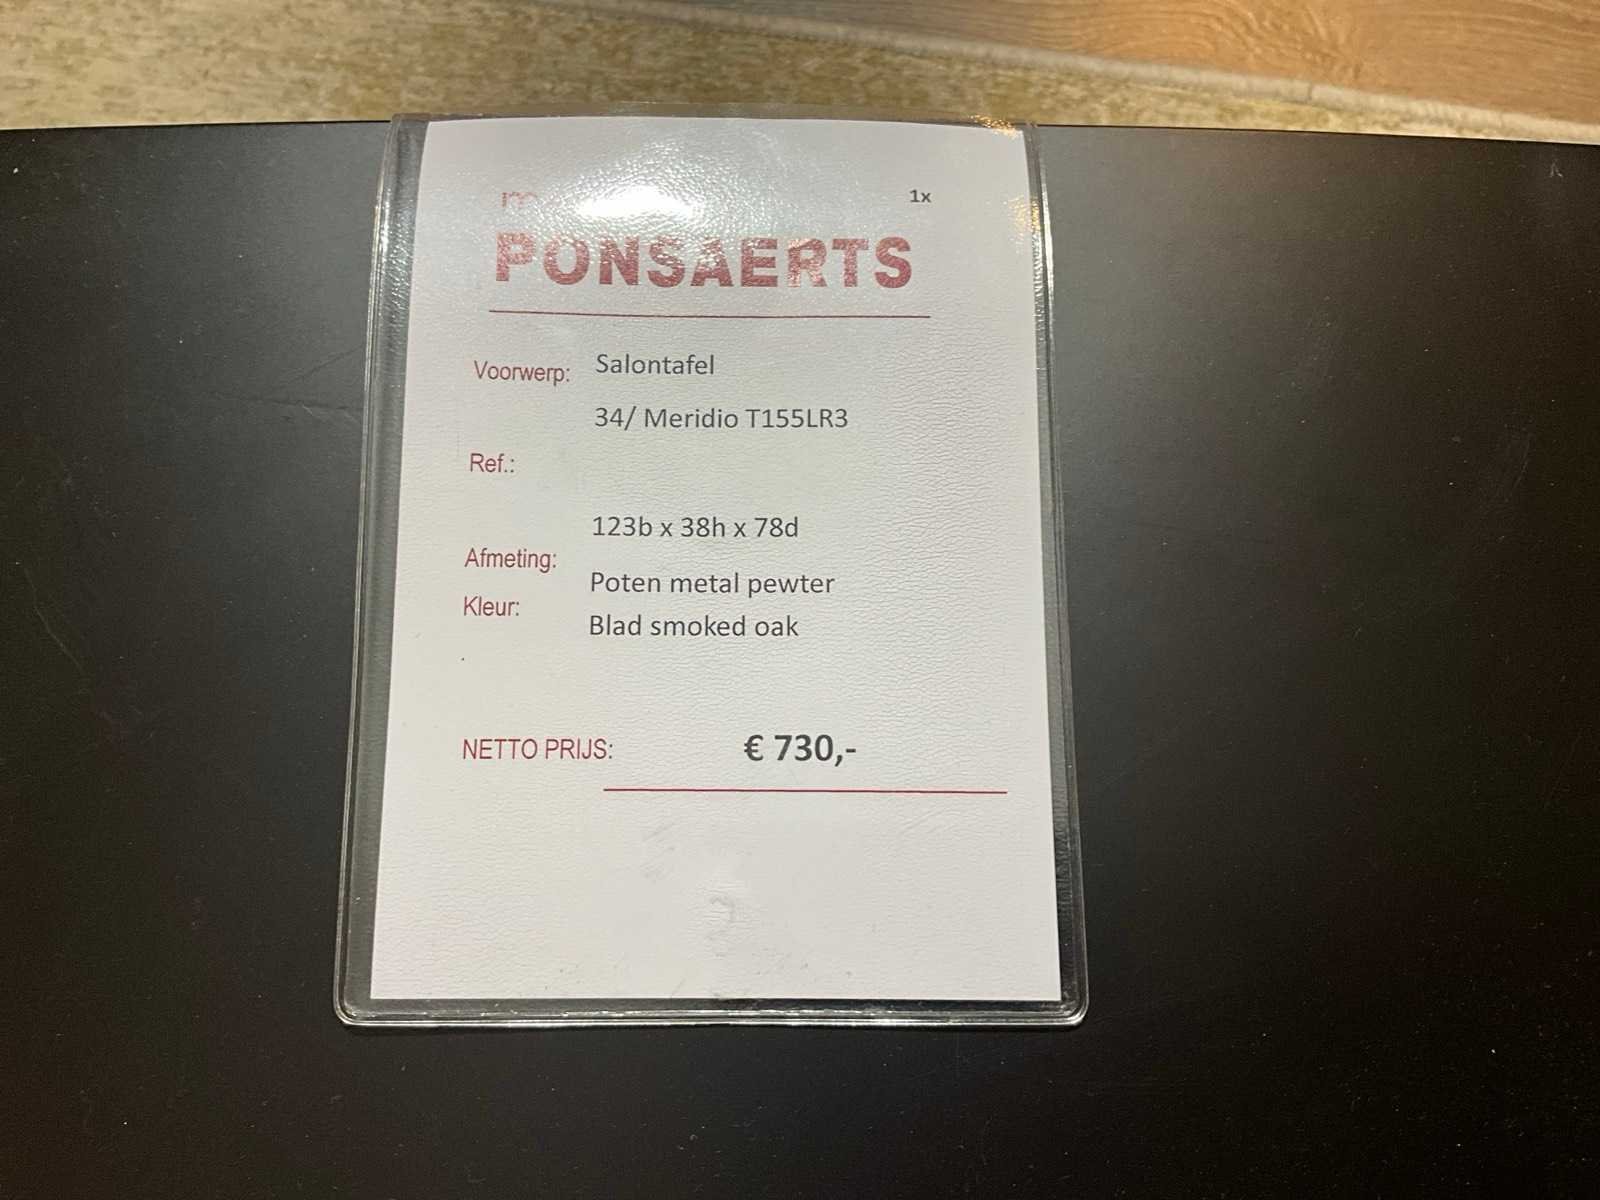 1x
PONSAERTS
Voorwerp: Salontafel
34/ Meridio T155LR3
Ref.:
123b x 38h x 78d
Afmeting:
Poten metal pewter
Kleur:
Blad smoked oak
NETTO PRIJS: € 730,-